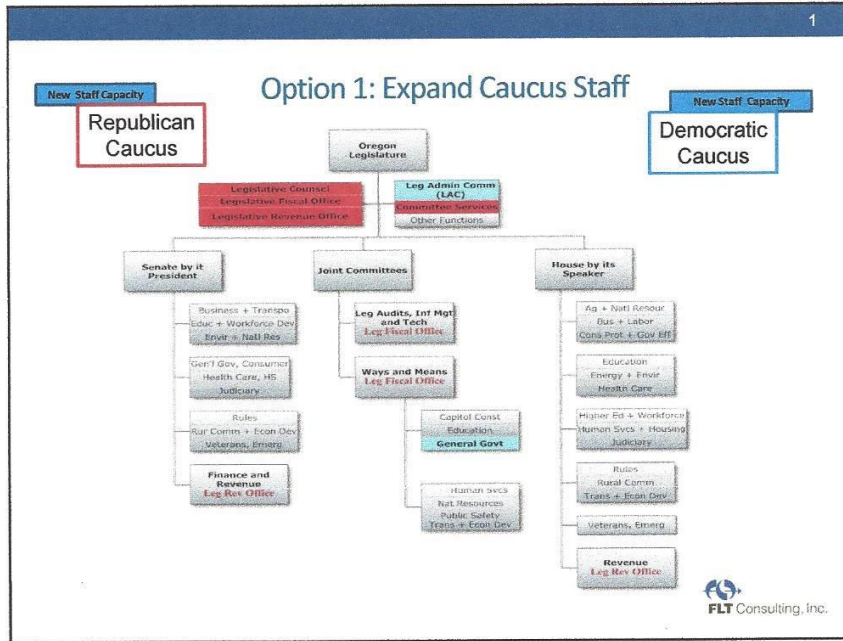 1
Option 1: Expand Caucus Staff
New Staff Capacity
Republican
Caucus
New Staff Capacity
Democratic
Caucus
Oregon
Legislature
Legislative Counsel
Legislative Fiscal Office
Legislative Revenue Office
Leg Admin Comm
(LAC)
Committee Services
Other Functions
Senate by it
President
Joint Committees
House by its
Speaker
Business + Transpo
Educ + Workforce Dev
Envir + Natl Res
Gen'l Gov, Consumer
Health Care, HS
Judiciary
Rules
Rur Comm + Econ Dev
Veterans, Emerg
Finance and
Revenue
Leg Rev Office
Leg Audits, Inf Mgt
and Tech
Leg Fiscal Office
Ways and Means
Leg Fiscal Office
Capitol Const
Education
General Govt
Human Svcs
Nat Resources
Public Safety
Trans + Econ Dev
Ag + Natl Resour
Bus + Labor
Cons Prot + Gov Eff
Education
Energy + Envir
Health Care
Higher Ed + Workforce
Human Svcs + Housing
Judiciary
Rules
Rural Comm
Trans + Econ Dev
Veterans, Emerg
Revenue
Leg Rev Office
FLT Consulting, Inc.